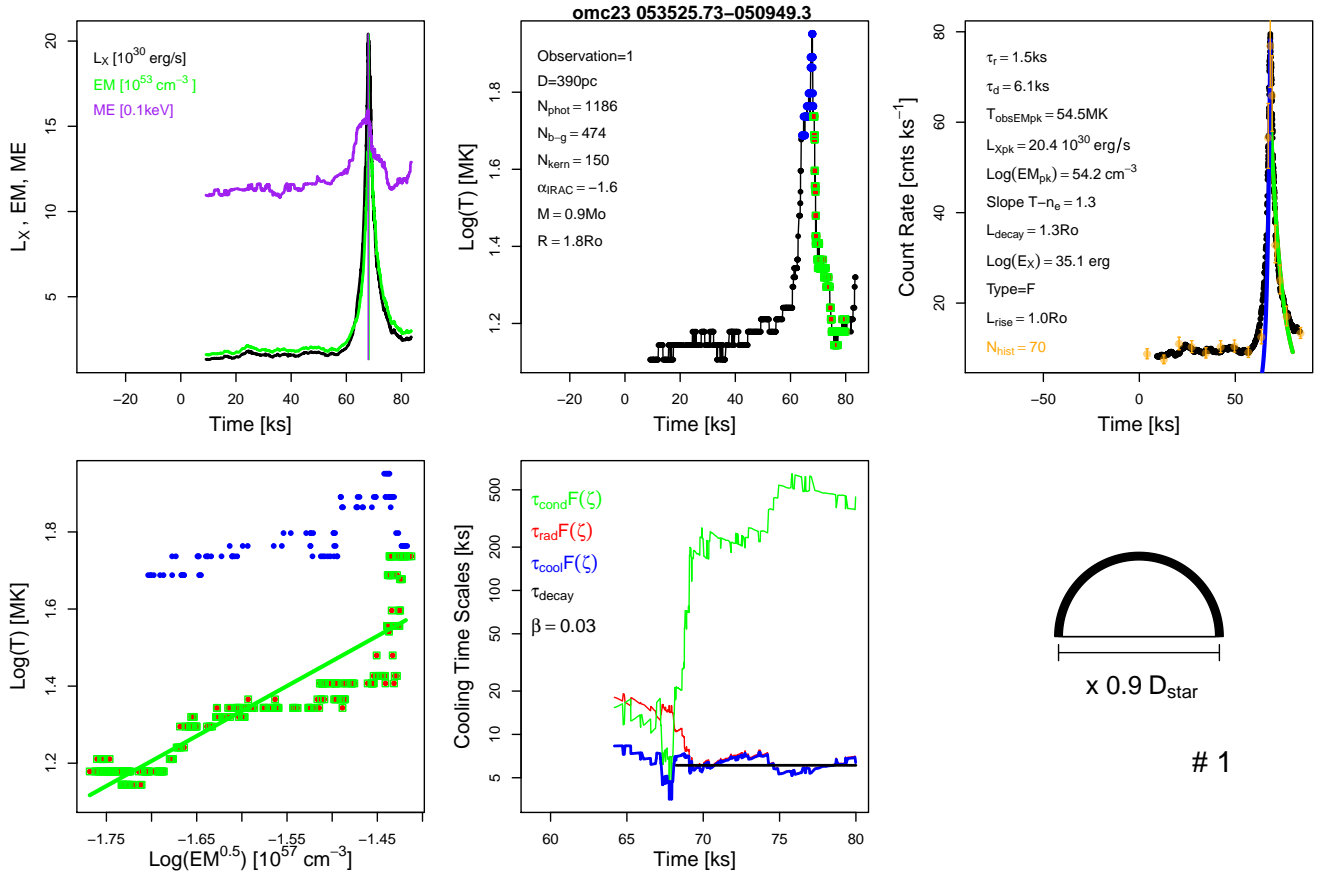 omc23 053525.73−050949.3
L_X [10^30 erg/s]
EM [10^53 cm^−3 ]
ME [0.1keV]
L_X , EM, ME
5
10
15
20
−20
0
20
40
60
80
Time [ks]
Observation=1
D=390pc
N_phot = 1186
N_b−g = 474
N_kern = 150
α_IRAC = −1.6
M = 0.9Mo
R = 1.8Ro
Log(T) [MK]
1.2
1.4
1.6
1.8
−20
0
20
40
60
80
Time [ks]
τ_r = 1.5ks
τ_d = 6.1ks
T_obsEMpk = 54.5MK
L_Xpk = 20.4 10^30 erg/s
Log(EM_pk) = 54.2 cm^−3
Slope T−n_e = 1.3
L_decay = 1.3Ro
Log(E_X) = 35.1 erg
Type=F
L_rise = 1.0Ro
N_hist = 70
Count Rate [cnts ks^−1]
20
40
60
80
−50
0
50
Time [ks]
Log(T) [MK]
1.2
1.4
1.6
1.8
−1.75
−1.65
−1.55
−1.45
Log(EM^0.5) [10^57 cm^−3]
τ_cond F(ζ)
τ_rad F(ζ)
τ_cool F(ζ)
τ_decay
β = 0.03
Cooling Time Scales [ks]
5
10
20
50
100
200
500
60
65
70
75
80
Time [ks]
x 0.9 D_star
# 1